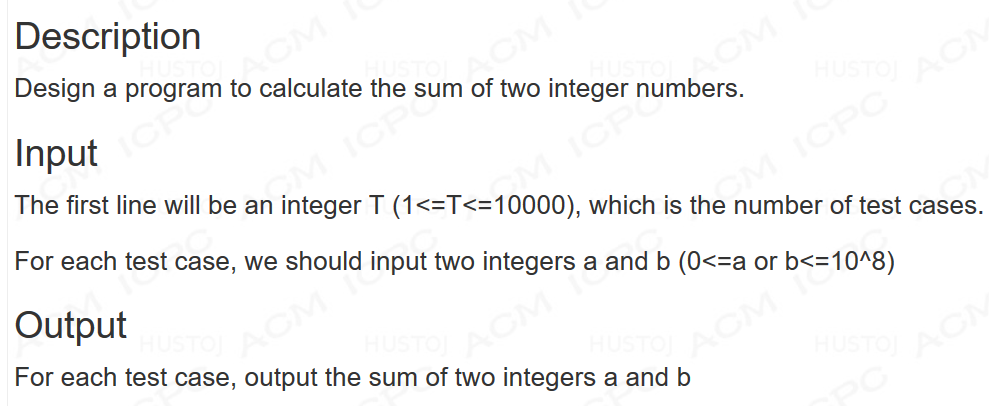 Description
Design a program to calculate the sum of two integer numbers.
Input
The first line will be an integer T (1<=T<=10000), which is the number of test cases.
For each test case, we should input two integers a and b (0<=a or b<=10^8)
Output
For each test case, output the sum of two integers a and b